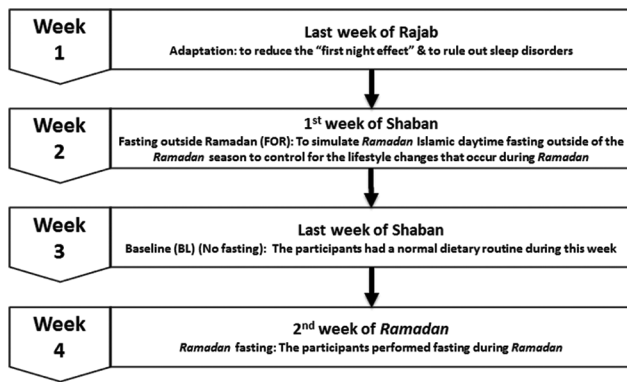 Week
1
Last week of Rajab
Adaptation: to reduce the “first night effect” & to rule out sleep disorders
Week
2
1st week of Shaban
Fasting outside Ramadan (FOR): To simulate Ramadan Islamic daytime fasting outside of the
Ramadan season to control for the lifestyle changes that occur during Ramadan
Week
3
Last week of Shaban
Baseline (BL) (No fasting): The participants had a normal dietary routine during this week
Week
4
2nd week of Ramadan
Ramadan fasting: The participants performed fasting during Ramadan